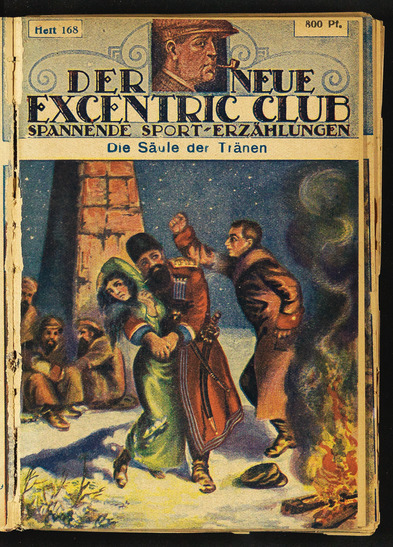 Heft 168
800 Pf.
DER NEUE
EXCENTRIC CLUB
SPANNENDE SPORT-ERZÄHLUNGEN
Die Säule der Tränen